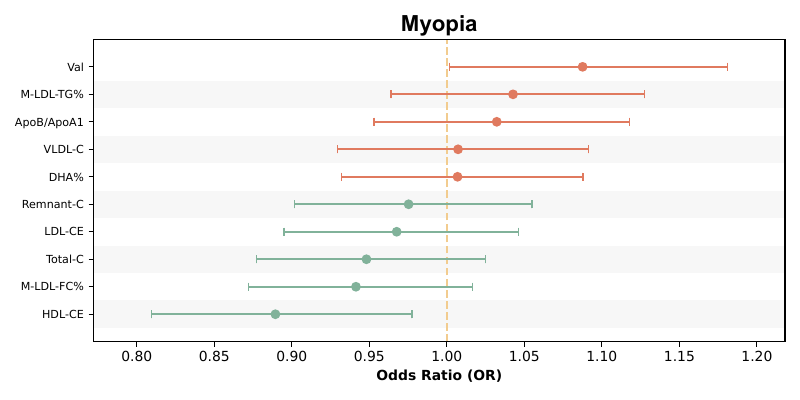 Myopia
Val
M-LDL-TG%
ApoB/ApoA1
VLDL-C
DHA%
Remnant-C
LDL-CE
Total-C
M-LDL-FC%
HDL-CE
0.80 0.85 0.90 0.95 1.00 1.05 1.10 1.15 1.20
Odds Ratio (OR)